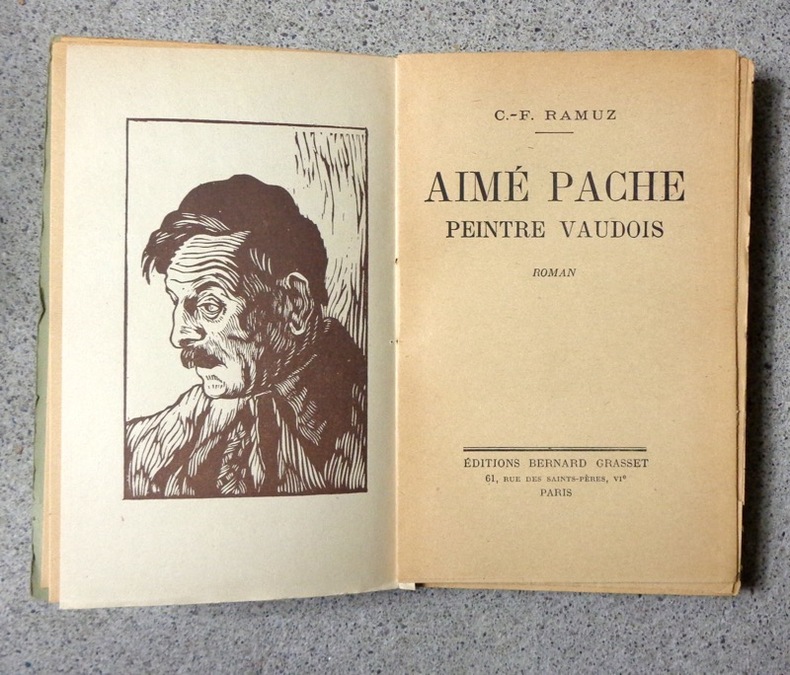 C.-F. RAMUZ
AIMÉ PACHE
PEINTRE VAUDOIS
ROMAN
ÉDITIONS BERNARD GRASSET
61, RUE DES SAINTS-PÈRES, VIᵉ
PARIS